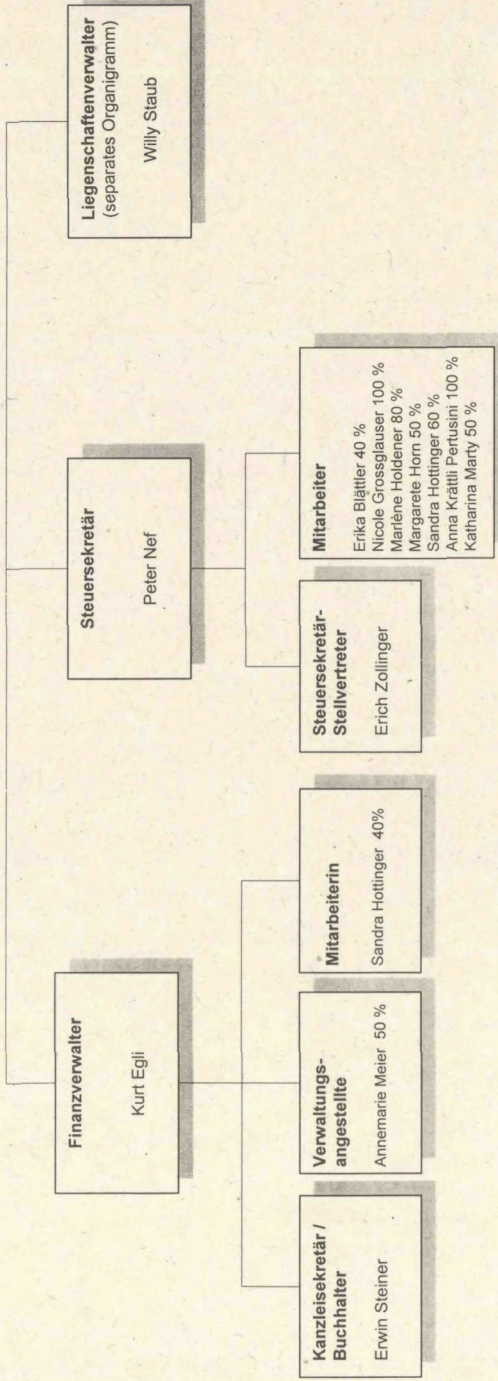 Finanzverwalter
Kurt Egli
Steuersekretär
Peter Nef
Liegenschaftenverwalter
(separates Organigramm)
Willy Staub
Kanzleisekretär /
Buchhalter
Erwin Steiner
Verwaltungs-
angestellte
Annemarie Meier 50 %
Mitarbeiterin
Sandra Hottinger 40%
Steuersekretär-
Stellvertreter
Erich Zollinger
Mitarbeiter
Erika Blättler 40 %
Nicole Grossglauser 100 %
Marlène Holdener 80 %
Margarete Horn 50 %
Sandra Hottinger 60 %
Anna Krättli Pertusini 100 %
Katharina Marty 50 %